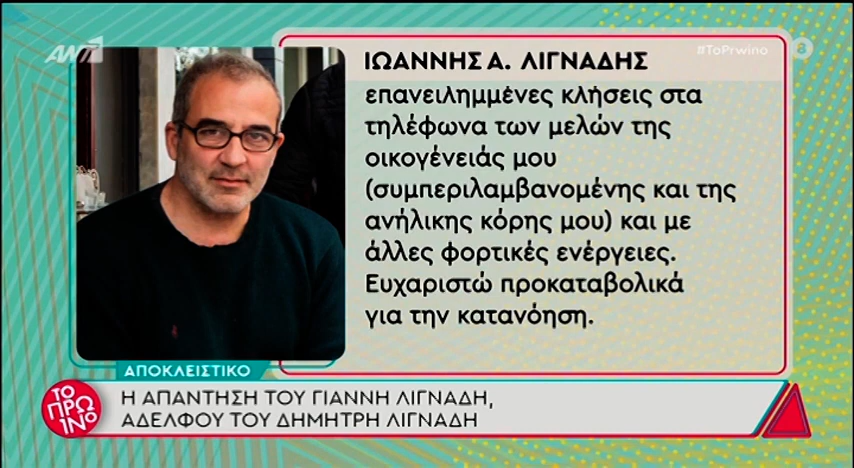 ΑΝΤ1
#ToPrwino
8
ΙΩΑΝΝΗΣ Α. ΛΙΓΝΑΔΗΣ
επανειλημμένες κλήσεις στα
τηλέφωνα των μελών της
οικογένειάς μου
(συμπεριλαμβανομένης και της
ανήλικης κόρης μου) και με
άλλες φορτικές ενέργειες.
Ευχαριστώ προκαταβολικά
για την κατανόηση.
ΑΠΟΚΛΕΙΣΤΙΚΟ
ΤΟ
ΠΡΩ
ΙΝΟ
Η ΑΠΑΝΤΗΣΗ ΤΟΥ ΓΙΑΝΝΗ ΛΙΓΝΑΔΗ,
ΑΔΕΛΦΟΥ ΤΟΥ ΔΗΜΗΤΡΗ ΛΙΓΝΑΔΗ